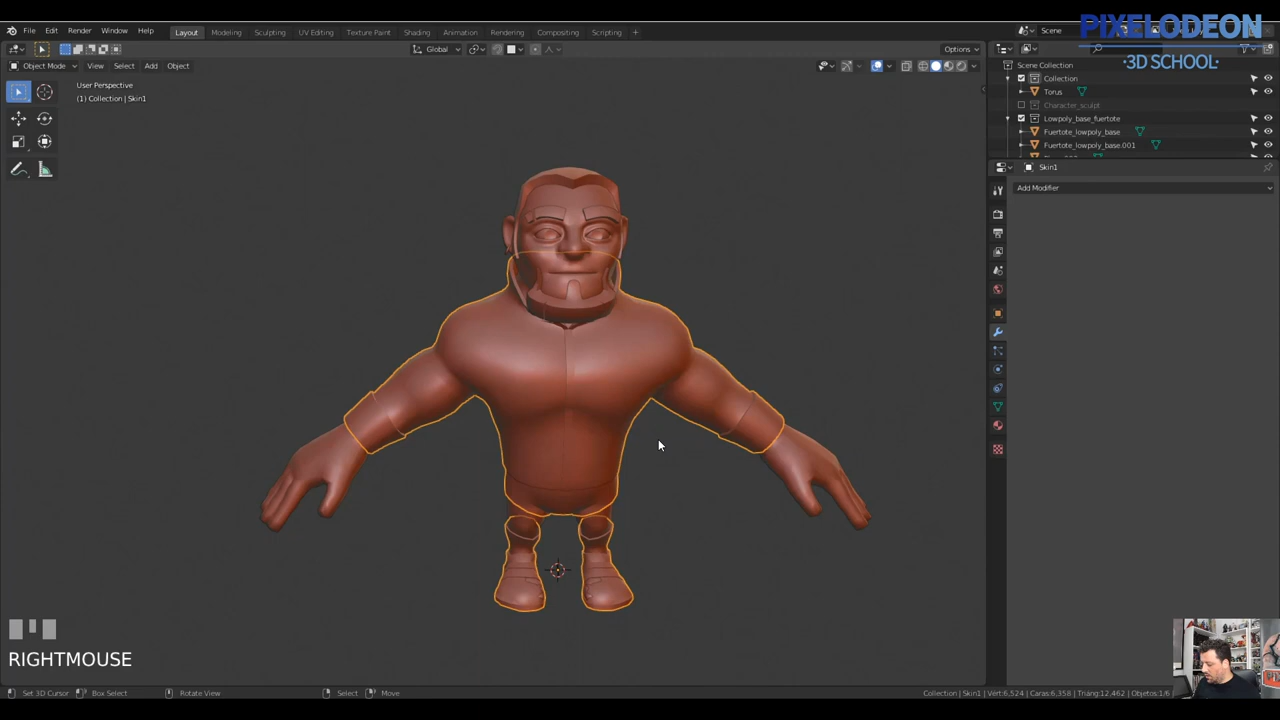 File Edit Render Window Help Layout Modeling Sculpting UV Editing Texture Paint Shading Animation Rendering Compositing Scripting + Scene
PIXELODEON
·3D SCHOOL·
Global Options
Object Mode View Select Add Object
User Perspective
(1) Collection | Skin1
Scene Collection
Collection
Torus
Character_sculpt
Lowpoly_base_fuertote
Fuertote_lowpoly_base
Fuertote_lowpoly_base.001
Skin1
Add Modifier
RIGHTMOUSE
Set 3D Cursor Box Select Rotate View Select Move Collection | Skin1 | Vert:6,524 | Caras:6,358 | Triáng:12,462 | Objetos:1/6